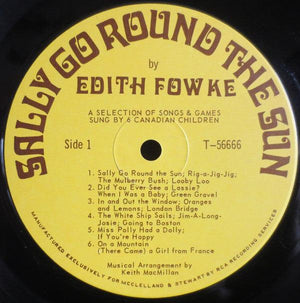 SALLY GO ROUND THE SUN
by
EDITH FOWKE
A SELECTION OF SONGS & GAMES
SUNG BY 6 CANADIAN CHILDREN
Side 1 T-56666
1. Sally Go Round the Sun; Rig-a-Jig-Jig;
The Mulberry Bush; Looby Loo
2. Did You Ever See a Lassie?
When I Was a Baby; Green Gravel
3. In and Out the Window; Oranges
and Lemons; London Bridge
4. The White Ship Sails; Jim-A-Long-
Josie; Going to Boston
5. Miss Polly Had a Dolly;
If You're Happy
6. On a Mountain
(There Came) a Girl from France
Musical Arrangement by
Keith MacMillan
MANUFACTURED EXCLUSIVELY FOR McCLELLAND & STEWART BY RCA RECORDING SERVICES